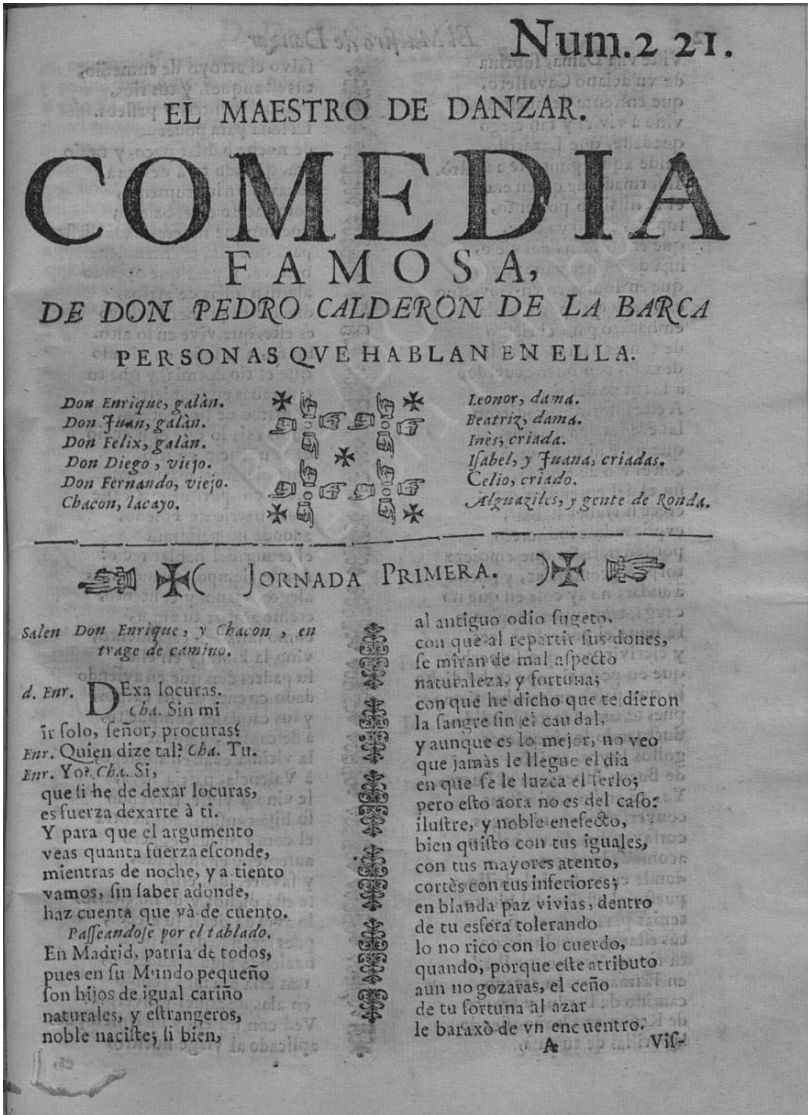 Num. 221.
EL MAESTRO DE DANZAR.
COMEDIA
FAMOSA,
DE DON PEDRO CALDERON DE LA BARCA
PERSONAS QVE HABLAN EN ELLA.
Don Enrique, galàn.
Don Juan, galàn.
Don Felix, galàn.
Don Diego, viejo.
Don Fernando, viejo.
Chacon, lacayo.
Leonor, dama.
Beatriz, dama.
Inès, criada.
Iſabel, y Juana, criadas.
Celio, criado.
Alguaziles, y gente de Ronda.
JORNADA PRIMERA.
Salen Don Enrique, y Chacon, en
trage de camino.
d. Enr. DExa locuras.
Cha. Sin mi
ir ſolo, ſeñor, procuras?
Enr. Quien dize tal? Cha. Tu.
Enr. Yo? Cha. Si,
que ſi he de dexar locuras,
es fuerza dexarte à ti.
Y para que el argumento
veas quanta fuerza eſconde,
mientras de noche, y a tiento
vamos, ſin ſaber adonde,
haz cuenta que và de cuento.
Paſſeandoſe por el tablado.
En Madrid, patria de todos,
pues en ſu Mundo pequeño
ſon hijos de igual cariño
naturales, y eſtrangeros,
noble naciſte; ſi bien,
al antiguo odio ſugeto,
con que al repartir ſus dones,
ſe miran de mal aſpecto
naturaleza, y fortuna;
con que he dicho que te dieron
la ſangre ſin el caudal,
y aunque es lo mejor, no veo
que jamàs le llegue el dia
en que ſe le luzca el ſerlo;
pero eſto aora no es del caſo:
iluſtre, y noble enefecto,
bien quiſto con tus iguales,
con tus mayores atento,
cortès con tus inferiores;
en blanda paz vivias, dentro
de tu esfera tolerando
lo no rico con lo cuerdo,
quando, porque eſte atributo
aun no gozaras, el ceño
de tu fortuna al azar
le baraxò de vn encuentro.
A Viſ-